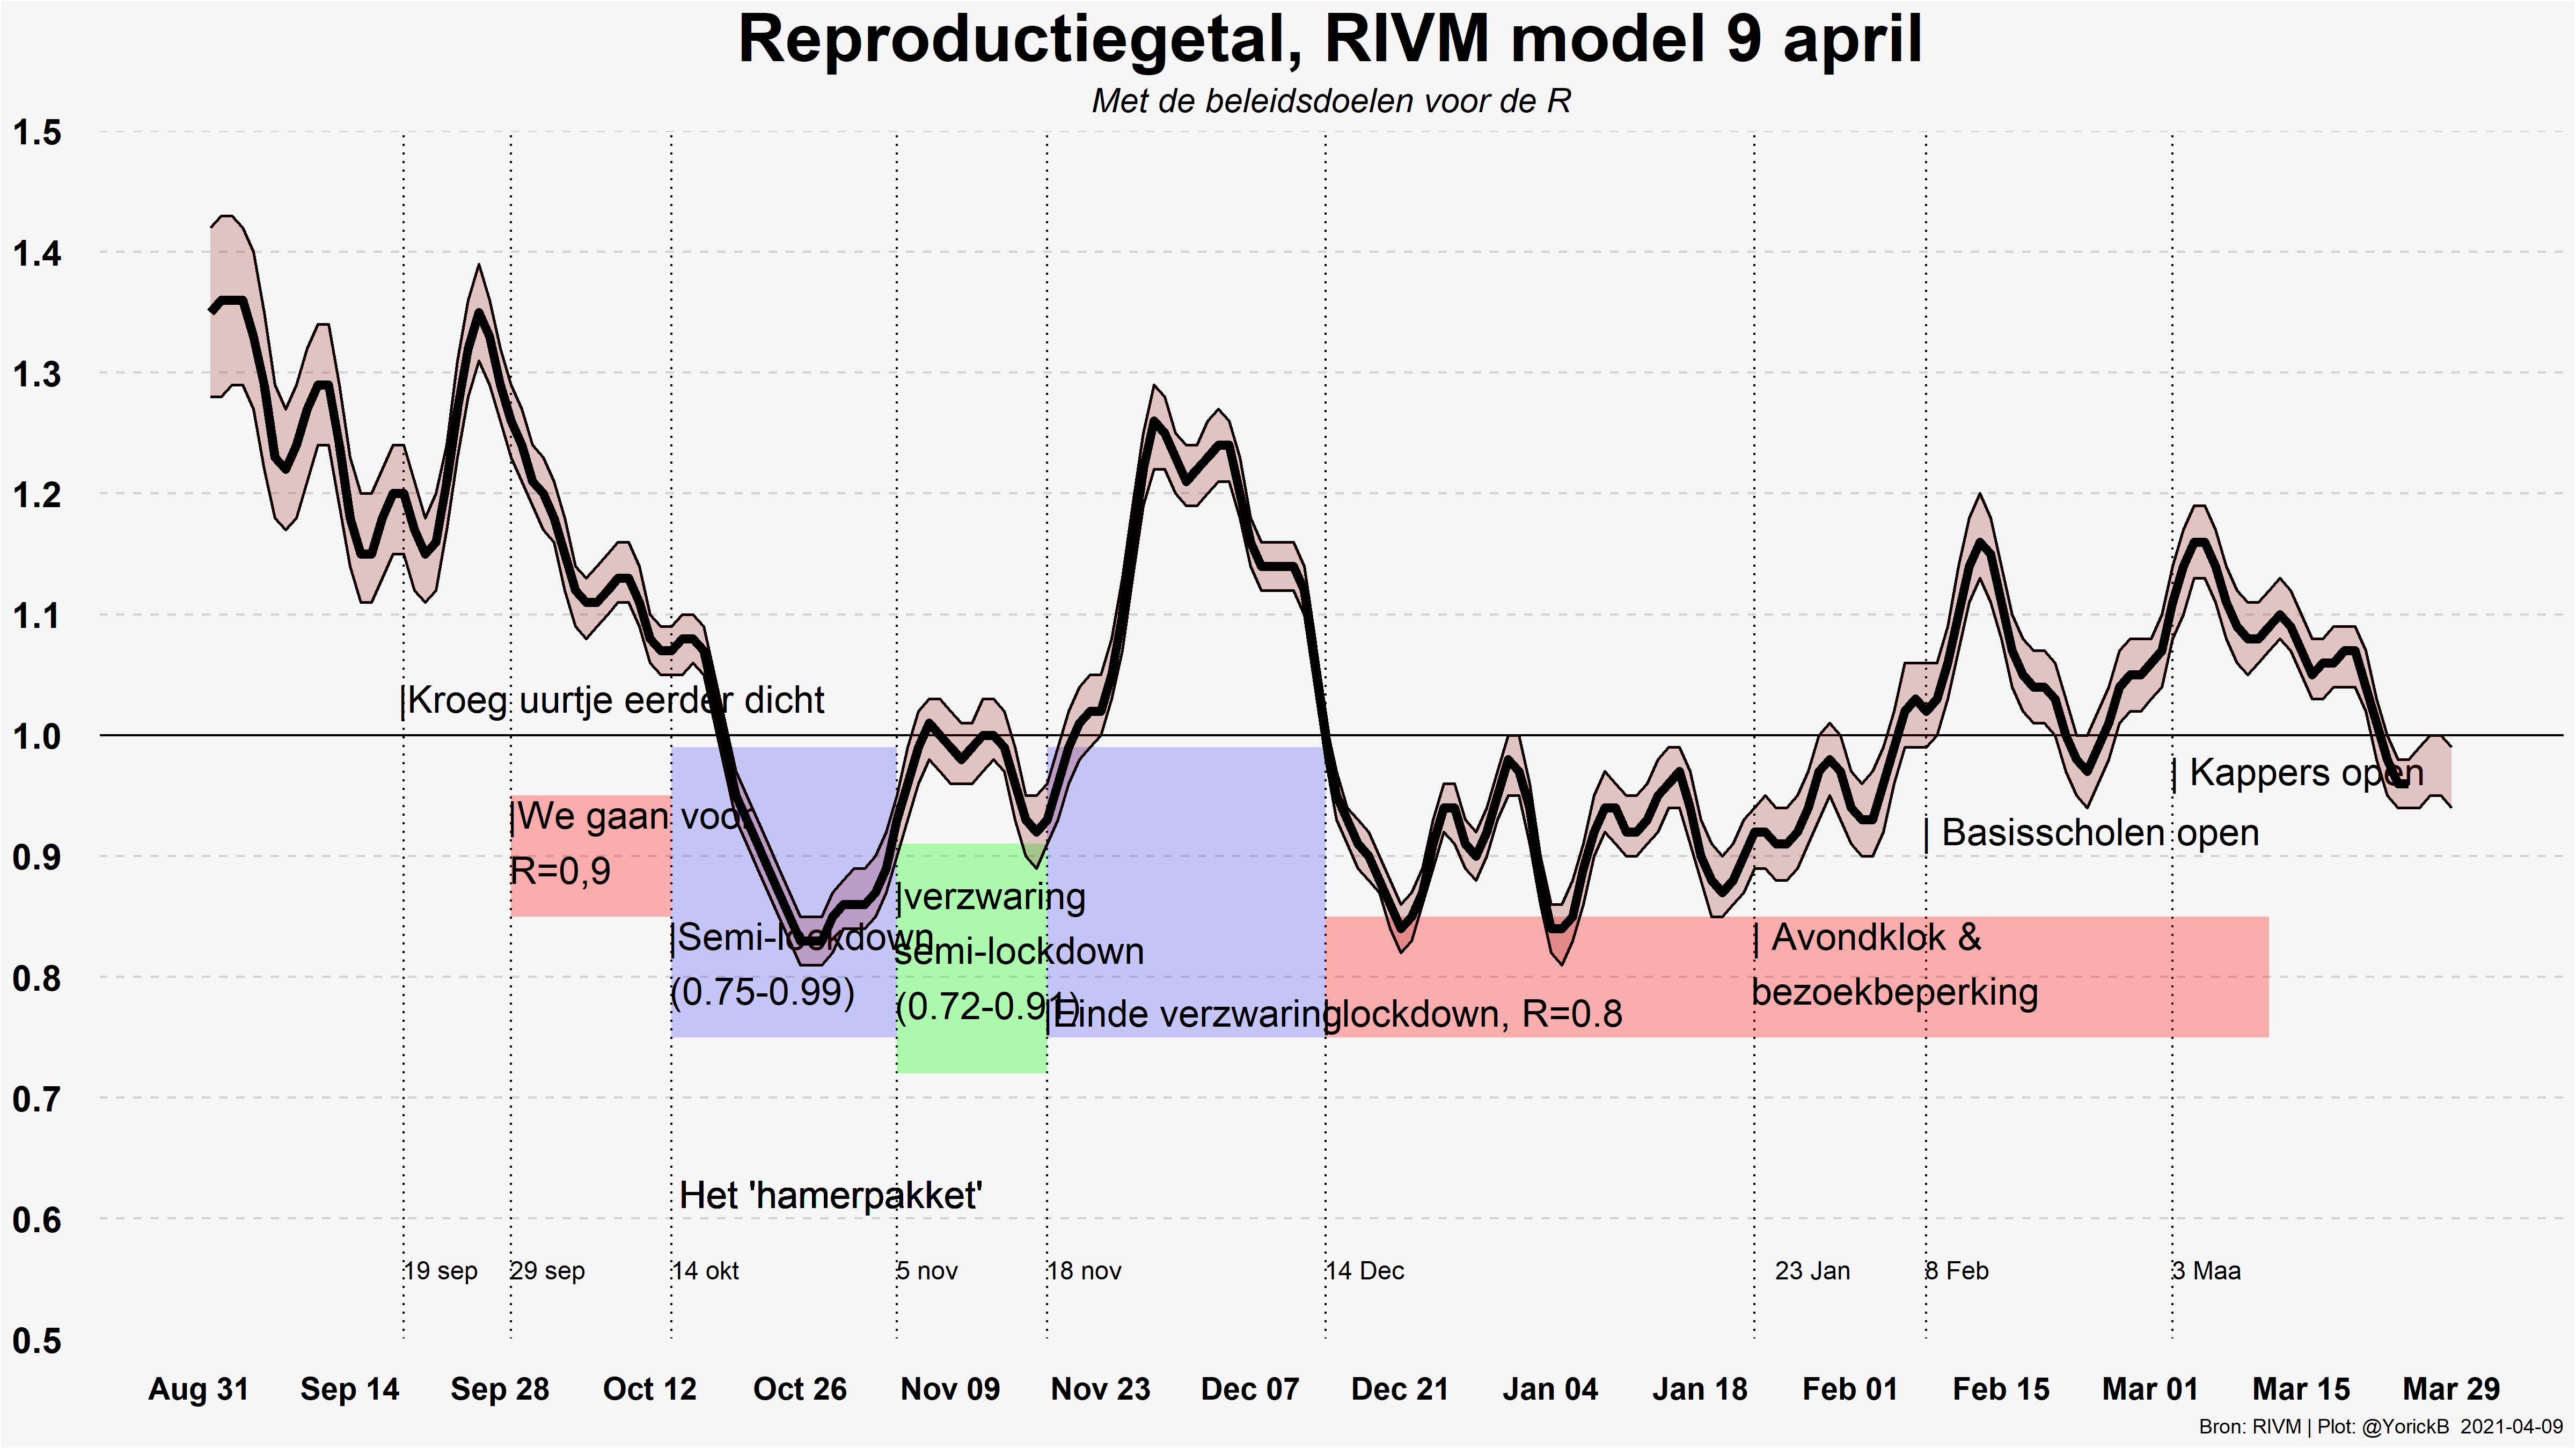 Reproductiegetal, RIVM model 9 april
Met de beleidsdoelen voor de R
1.5
1.4
1.3
1.2
1.1
1.0
0.9
0.8
0.7
0.6
0.5
|Kroeg uurtje eerder dicht
|We gaan voor
R=0,9
|Semi-lockdown
(0.75-0.99)
|verzwaring
semi-lockdown
(0.72-0.91)
|Einde verzwaring
|lockdown, R=0.8
| Avondklok &
bezoekbeperking
| Basisscholen open
| Kappers open
Het 'hamerpakket'
19 sep
29 sep
14 okt
5 nov
18 nov
14 Dec
23 Jan
8 Feb
3 Maa
Aug 31
Sep 14
Sep 28
Oct 12
Oct 26
Nov 09
Nov 23
Dec 07
Dec 21
Jan 04
Jan 18
Feb 01
Feb 15
Mar 01
Mar 15
Mar 29
Bron: RIVM | Plot: @YorickB  2021-04-09